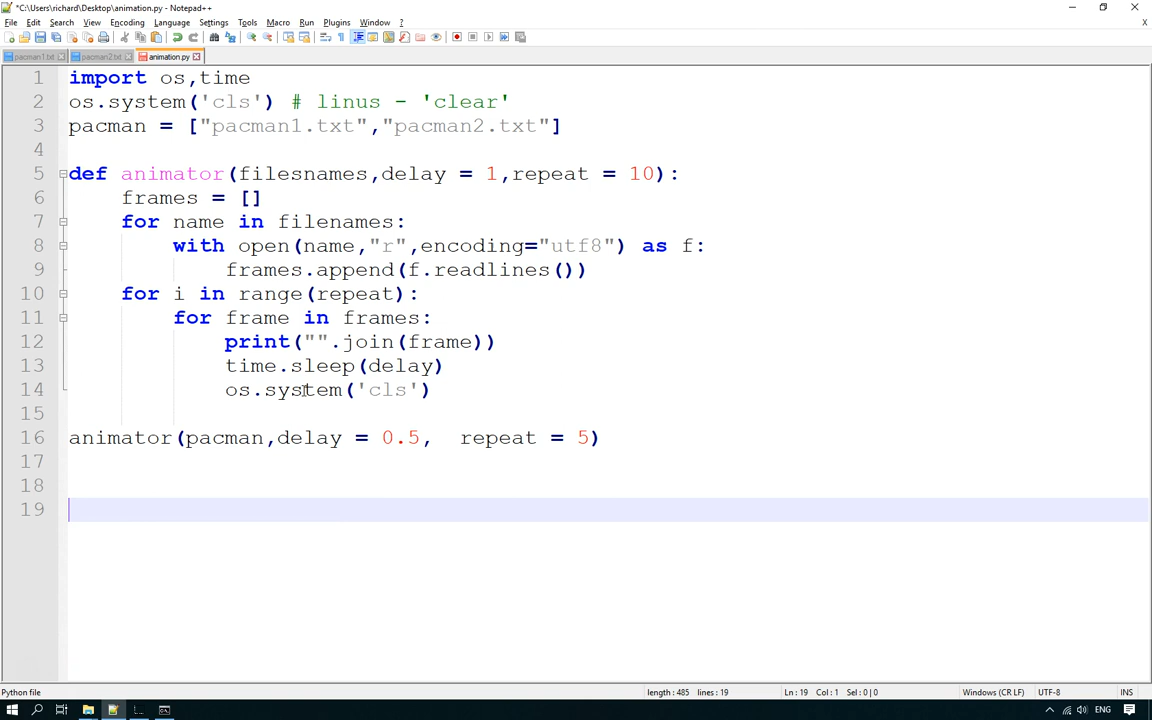 *C:\Users\richard\Desktop\animation.py - Notepad++
File Edit Search View Encoding Language Settings Tools Macro Run Plugins Window ?
X
pacman1.txt pacman2.txt animation.py
1 import os,time
2 os.system('cls') # linus - 'clear'
3 pacman = ["pacman1.txt","pacman2.txt"]
4
5 def animator(filesnames,delay = 1,repeat = 10):
6 frames = []
7 for name in filenames:
8 with open(name,"r",encoding="utf8") as f:
9 frames.append(f.readlines())
10 for i in range(repeat):
11 for frame in frames:
12 print("".join(frame))
13 time.sleep(delay)
14 os.system('cls')
15
16 animator(pacman,delay = 0.5,  repeat = 5)
17
18
19
Python file length : 485 lines : 19 Ln : 19 Col : 1 Sel : 0 | 0 Windows (CR LF) UTF-8 INS
ENG